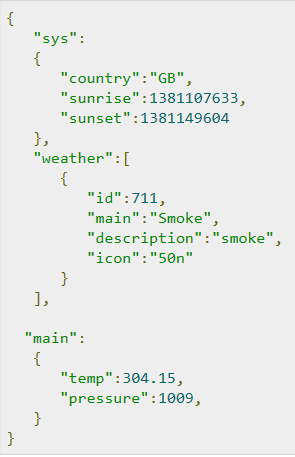 {
"sys":
{
"country":"GB",
"sunrise":1381107633,
"sunset":1381149604
},
"weather":[
{
"id":711,
"main":"Smoke",
"description":"smoke",
"icon":"50n"
}
],
"main":
{
"temp":304.15,
"pressure":1009,
}
}